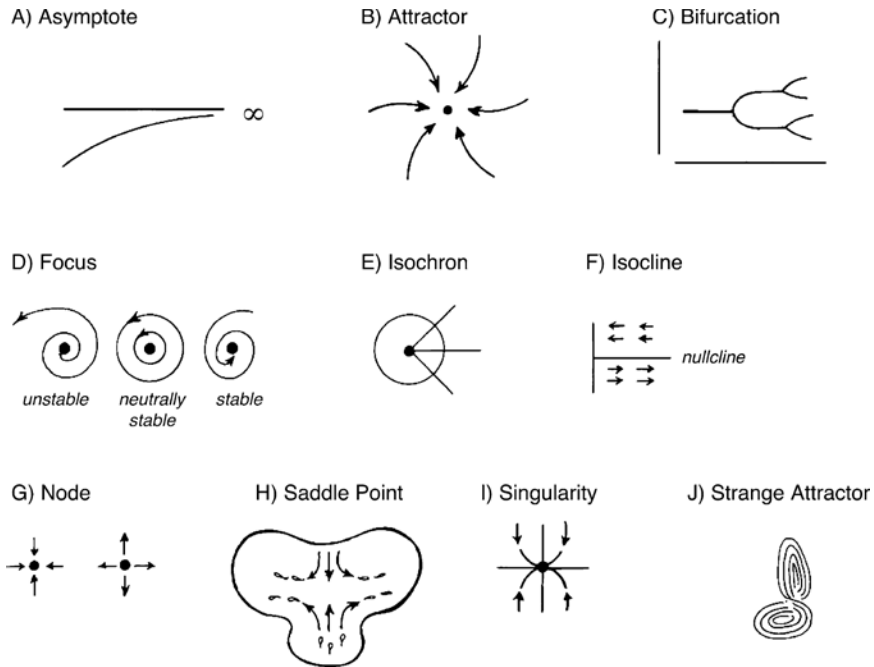 A) Asymptote
B) Attractor
C) Bifurcation
∞
D) Focus
E) Isochron
F) Isocline
nullcline
unstable
neutrally
stable
stable
G) Node
H) Saddle Point
I) Singularity
J) Strange Attractor